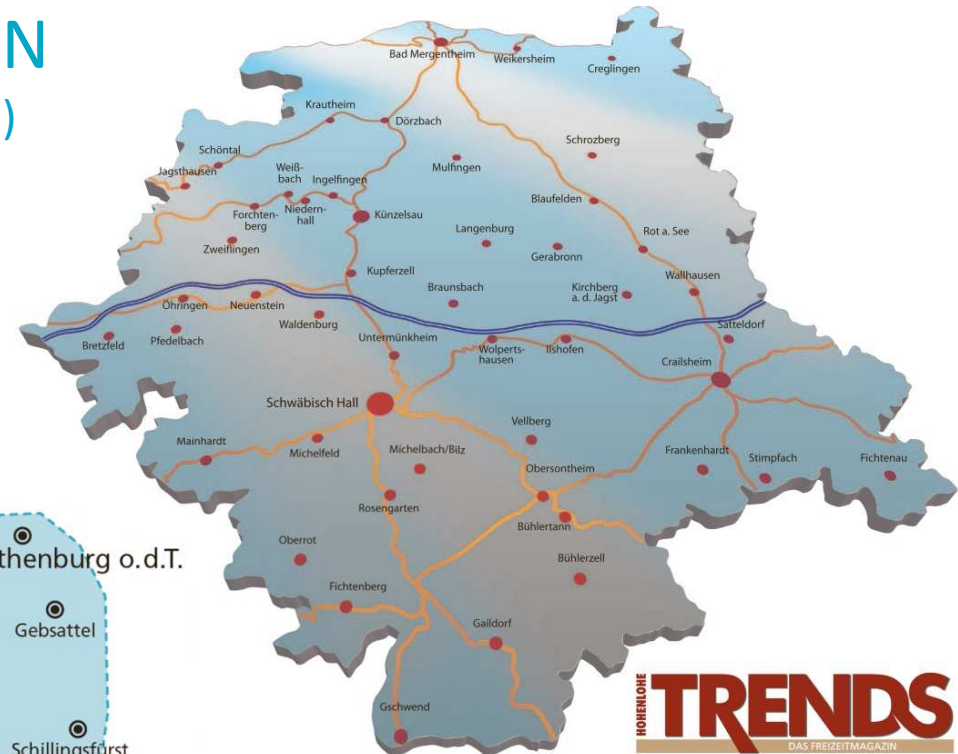 N
)
Bad Mergentheim
Weikersheim
Creglingen
Krautheim
Dörzbach
Schrozberg
Schöntal
Mulfingen
Jagsthausen
Weiß-
bach
Ingelfingen
Niedern-
hall
Forchten-
berg
Künzelsau
Blaufelden
Zweiflingen
Langenburg
Gerabronn
Rot a. See
Kupferzell
Wallhausen
Braunsbach
Kirchberg
a. d. Jagst
Öhringen
Neuenstein
Waldenburg
Bretzfeld
Pfedelbach
Untermünkheim
Wolperts-
hausen
Ilshofen
Satteldorf
Crailsheim
Schwäbisch Hall
Vellberg
Mainhardt
Michelfeld
Michelbach/Bilz
Obersontheim
Frankenhardt
Stimpfach
Fichtenau
Rosengarten
Bühlertann
Oberrot
Bühlerzell
Fichtenberg
Gaildorf
Gschwend
thenburg o.d.T.
Gebsattel
Schillingsfürst
HOHENLOHE
TRENDS
DAS FREIZEITMAGAZIN